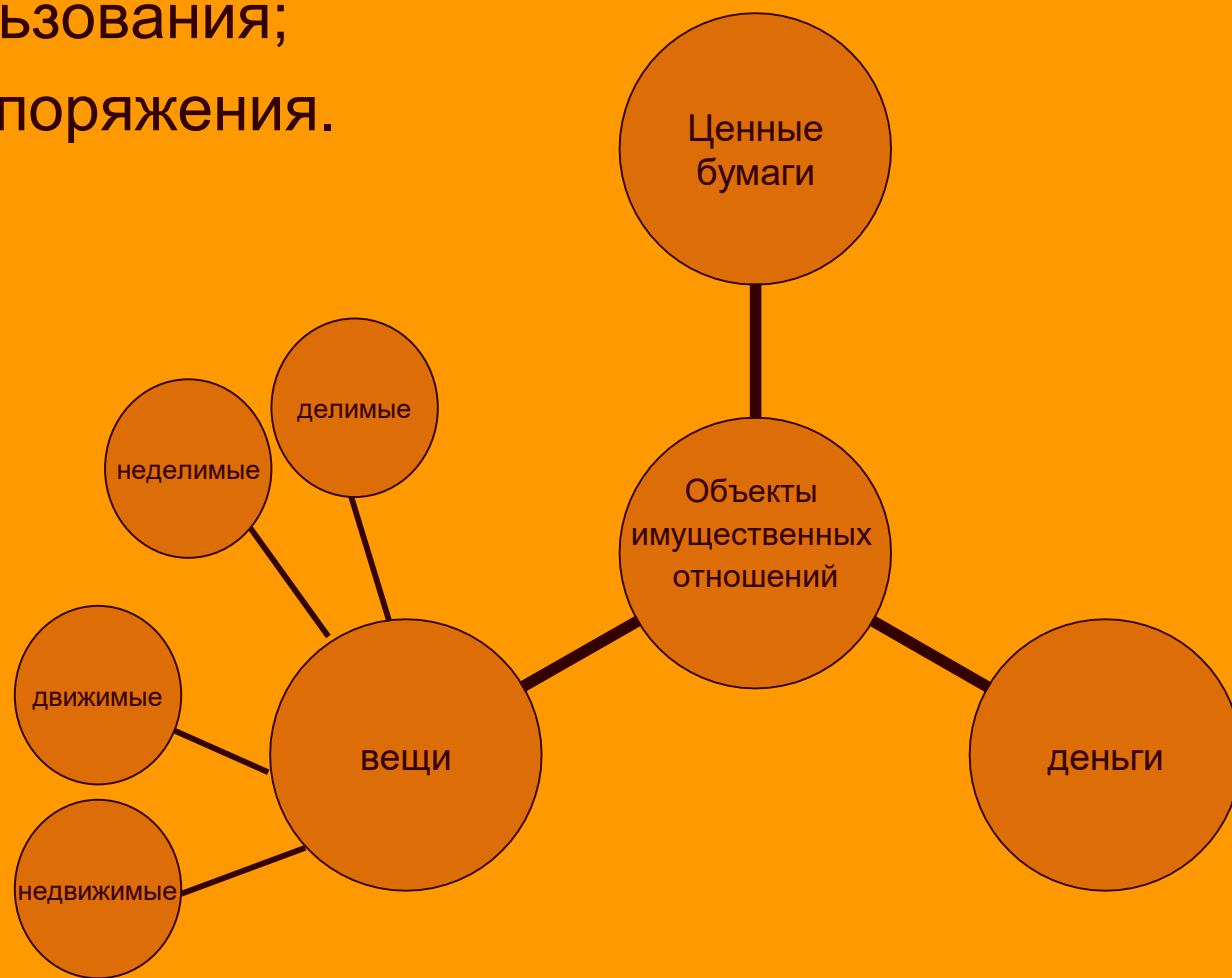 ьзования;
поряжения.
Ценные
бумаги
делимые
неделимые
Объекты
имущественных
отношений
движимые
вещи
деньги
недвижимые